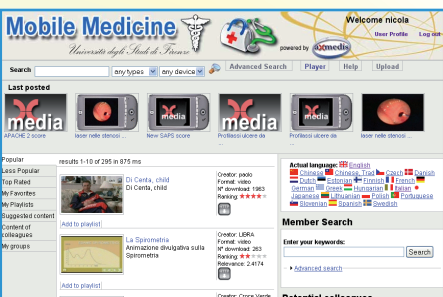 Mobile Medicine
Università degli Studi di Firenze
powered by axmedis
Welcome nicola
User Profile Log out
Search any types any device Advanced Search Player Help Upload
Last posted
media media media media
APACHE 2 score laser nelle stenosi ... New SAPS score Profilassi ulcere da ... Profilassi ulcere da ... laser nelle stenosi ...
Popular
Less Popular
Top Rated
My Favorites
My Playlists
Suggested content
Content of colleagues
My groups
results 1-10 of 295 in 875 ms
Di Centa, child
Di Centa, child
Creator: paolo
Format: video
N° download: 1963
Ranking:
Add to playlist
La Spirometria
Animazione divulgativa sulla
Spirometria
Creator: LIBRA
Format: video
N° download: 263
Ranking:
Relevance: 2.4174
Add to playlist
Creator: Croce Verde
Actual language: English
Chinese Chinese, Trad Czech Danish
Dutch Estonian Finnish French
German Greek Hungarian Italian
Japanese Lithuanian Polish Portuguese
Slovenian Spanish Swedish
Member Search
Enter your keywords:
Search
Advanced search
Potential colleagues